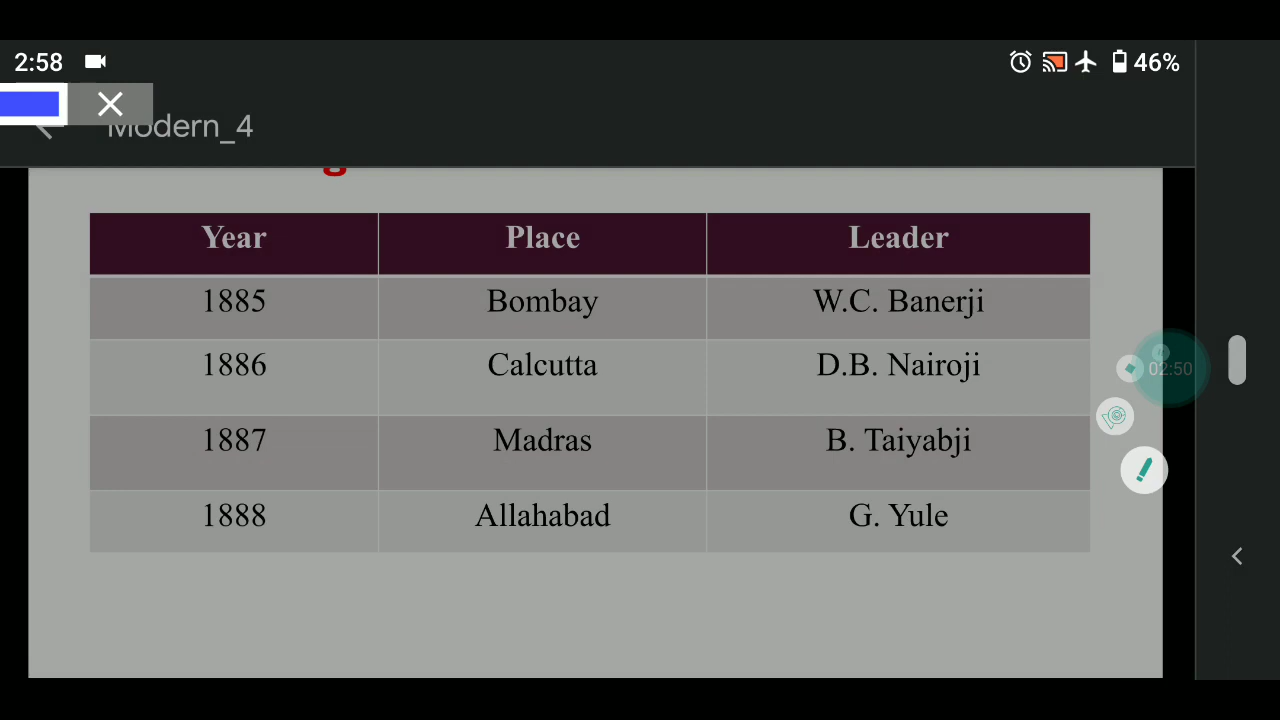 2:58 46%
Modern_4
Year Place Leader
1885 Bombay W.C. Banerji
1886 Calcutta D.B. Nairoji
1887 Madras B. Taiyabji
1888 Allahabad G. Yule
02:50